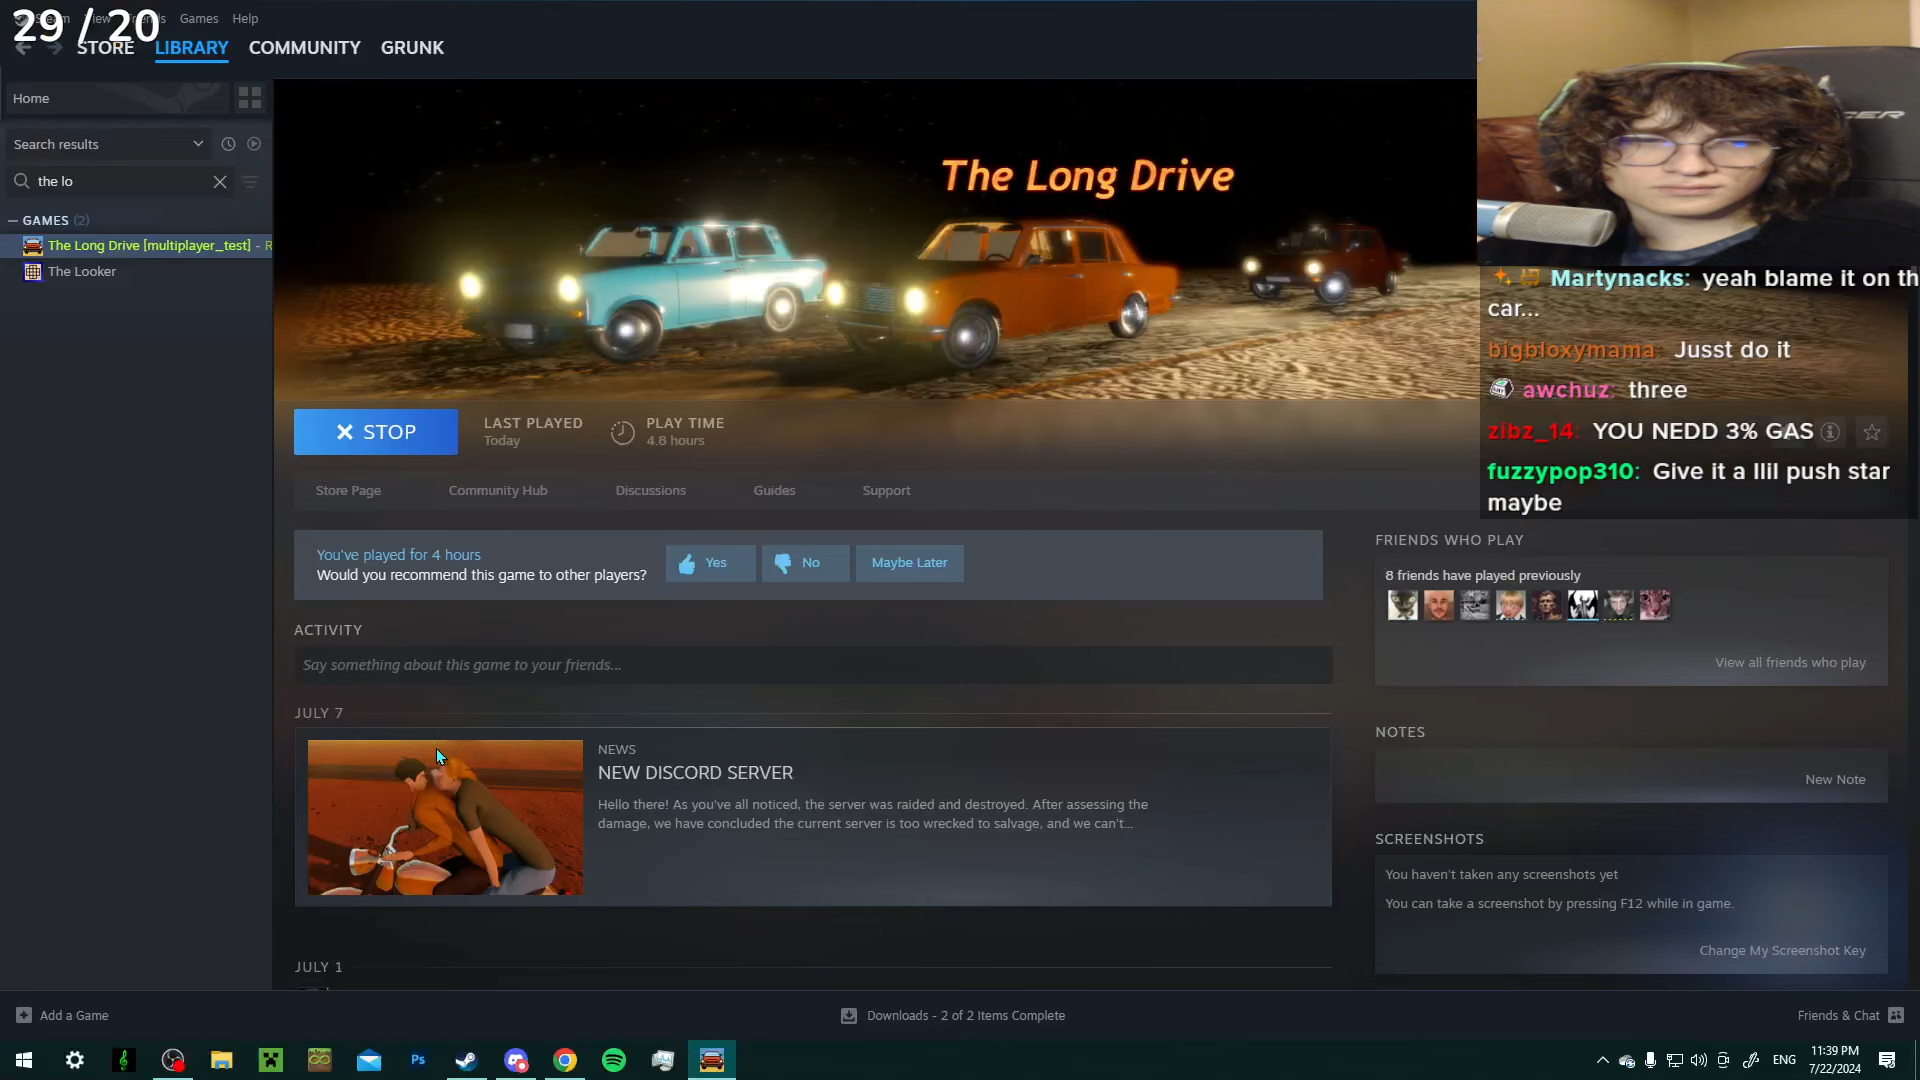 29 / 20
View Friends Games Help
STORE LIBRARY COMMUNITY GRUNK
Home
Search results
the lo
GAMES (2)
The Long Drive [multiplayer_test] - R
The Looker
The Long Drive
STOP
LAST PLAYED
Today
PLAY TIME
4.8 hours
Store Page Community Hub Discussions Guides Support
You've played for 4 hours
Would you recommend this game to other players?
Yes No Maybe Later
ACTIVITY
Say something about this game to your friends...
JULY 7
NEWS
NEW DISCORD SERVER
Hello there! As you've all noticed, the server was raided and destroyed. After assessing the
damage, we have concluded the current server is too wrecked to salvage, and we can't...
JULY 1
Martynacks: yeah blame it on th
car...
bigbloxymama: Jusst do it
awchuz: three
zibz_14: YOU NEDD 3% GAS
fuzzypop310: Give it a llil push star
maybe
FRIENDS WHO PLAY
8 friends have played previously
View all friends who play
NOTES
New Note
SCREENSHOTS
You haven't taken any screenshots yet
You can take a screenshot by pressing F12 while in game.
Change My Screenshot Key
Add a Game
Downloads - 2 of 2 Items Complete
Friends & Chat
Ps
ENG
11:39 PM
7/22/2024